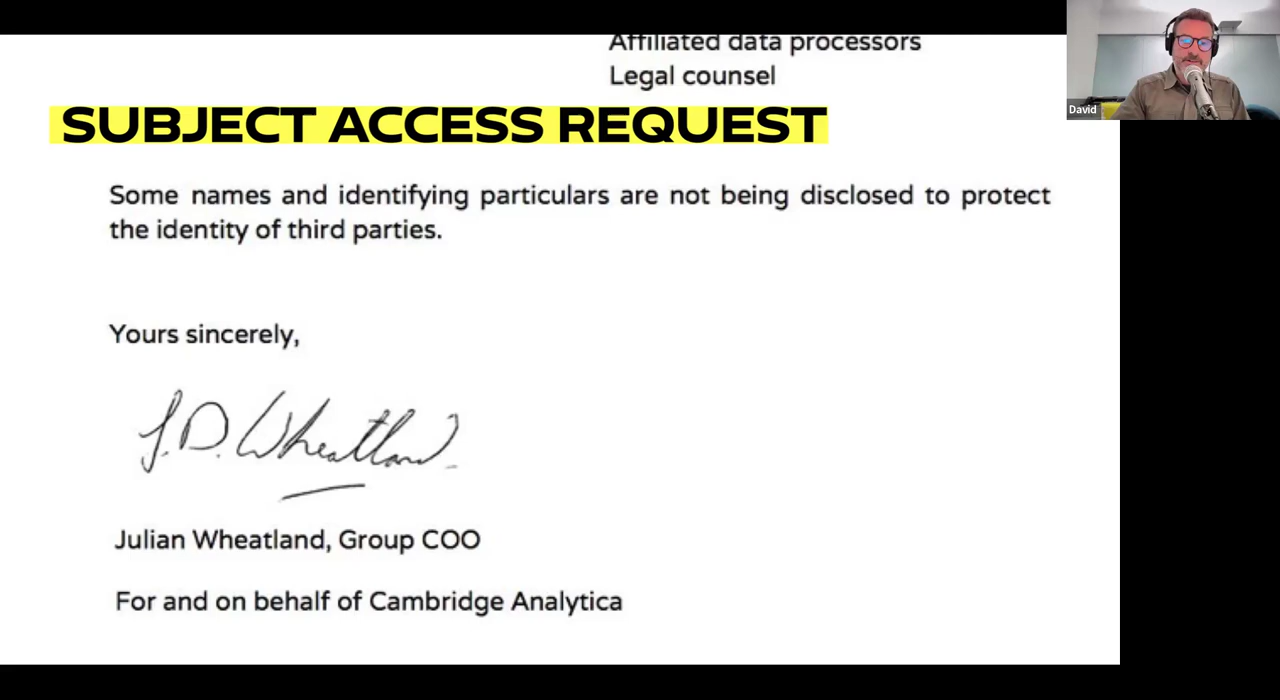 Affiliated data processors
Legal counsel
SUBJECT ACCESS REQUEST
Some names and identifying particulars are not being disclosed to protect
the identity of third parties.
Yours sincerely,
J.D. Wheatland
Julian Wheatland, Group COO
For and on behalf of Cambridge Analytica
David